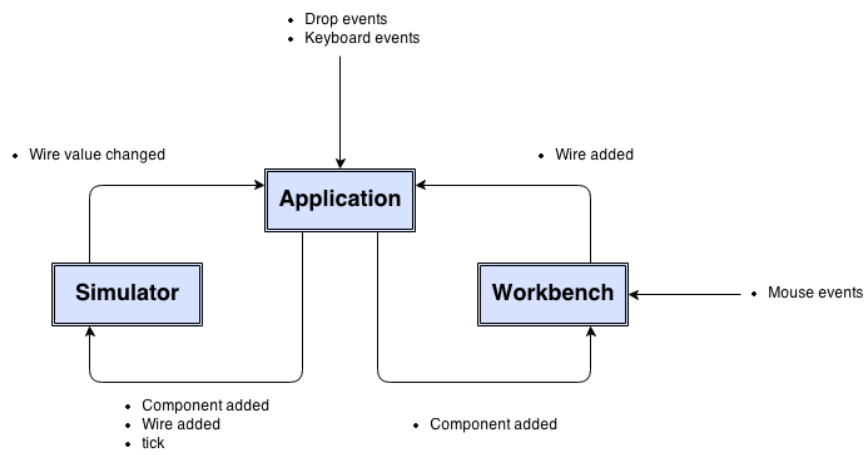 • Drop events
• Keyboard events
• Wire value changed
• Wire added
Application
Simulator
Workbench
• Mouse events
• Component added
• Wire added
• tick
• Component added